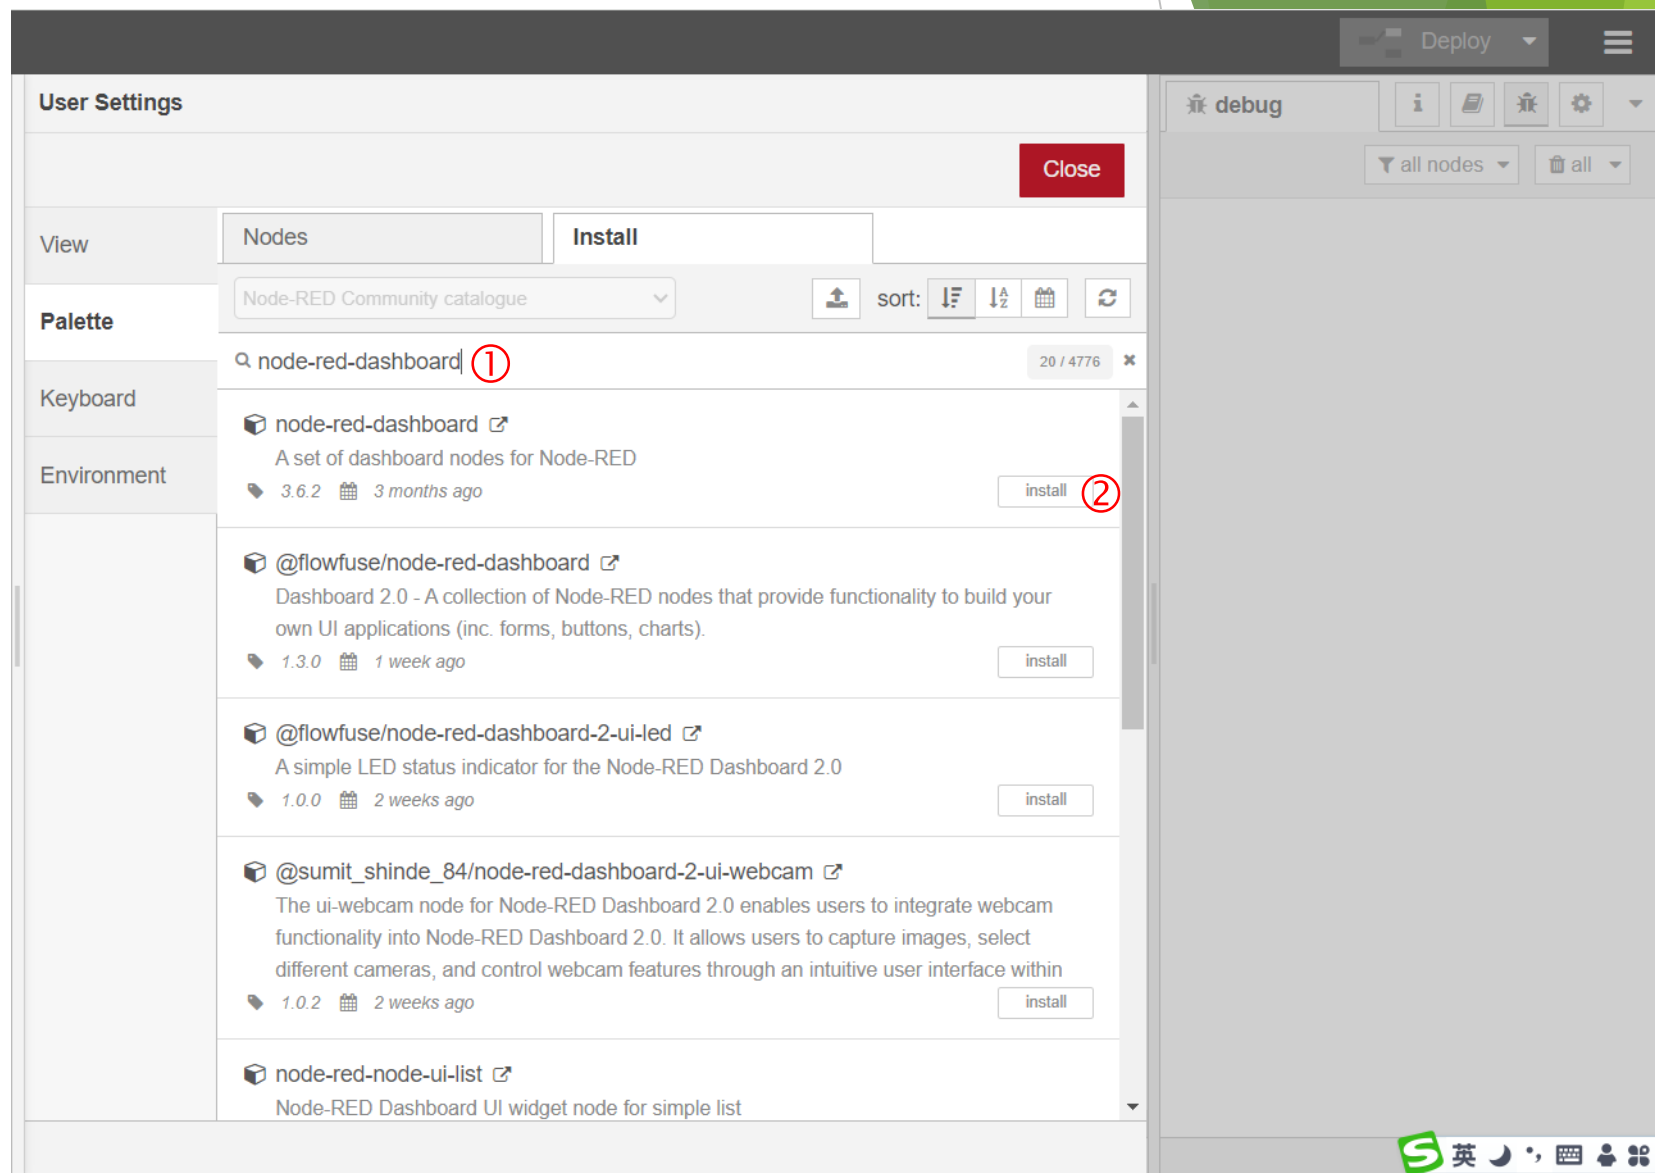 Deploy
User Settings
debug
i
Close
all nodes
all
View
Nodes
Install
Node-RED Community catalogue
sort:
Palette
node-red-dashboard ①
20 / 4776
Keyboard
node-red-dashboard
A set of dashboard nodes for Node-RED
Environment
3.6.2 3 months ago
install ②
@flowfuse/node-red-dashboard
Dashboard 2.0 - A collection of Node-RED nodes that provide functionality to build your
own UI applications (inc. forms, buttons, charts).
1.3.0 1 week ago
install
@flowfuse/node-red-dashboard-2-ui-led
A simple LED status indicator for the Node-RED Dashboard 2.0
1.0.0 2 weeks ago
install
@sumit_shinde_84/node-red-dashboard-2-ui-webcam
The ui-webcam node for Node-RED Dashboard 2.0 enables users to integrate webcam
functionality into Node-RED Dashboard 2.0. It allows users to capture images, select
different cameras, and control webcam features through an intuitive user interface within
1.0.2 2 weeks ago
install
node-red-node-ui-list
Node-RED Dashboard UI widget node for simple list
S 英